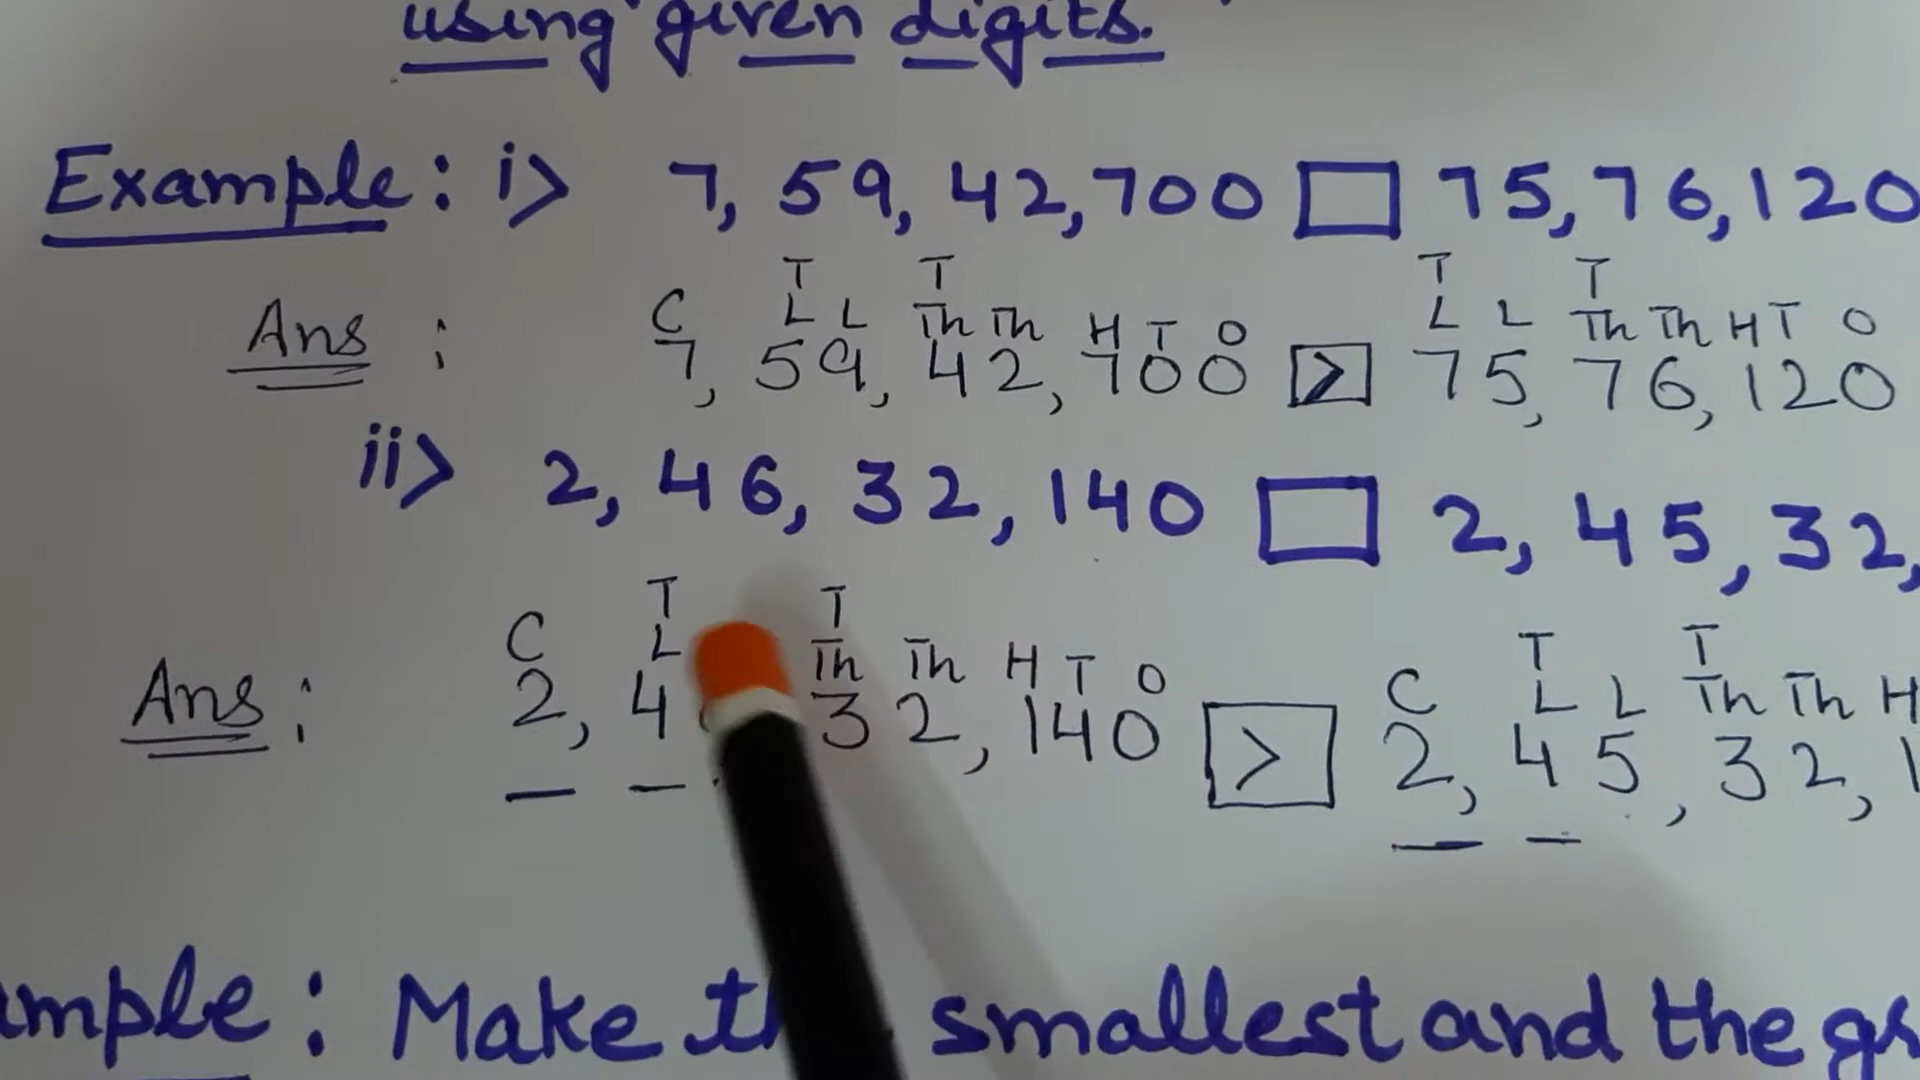 using given digits.
Example: i> 7, 59, 42,700 □ 75,76,120
T T T T
C L L Th Th H T O L L Th Th H T O
Ans : 7, 59, 42, 700 > 75, 76, 120
ii> 2, 46, 32, 140 □ 2, 45, 32,
T T T T
C L Th Th H T O C L L Th Th H
Ans : 2, 4 32, 140 > 2, 45, 32, 1
Make smallest and the